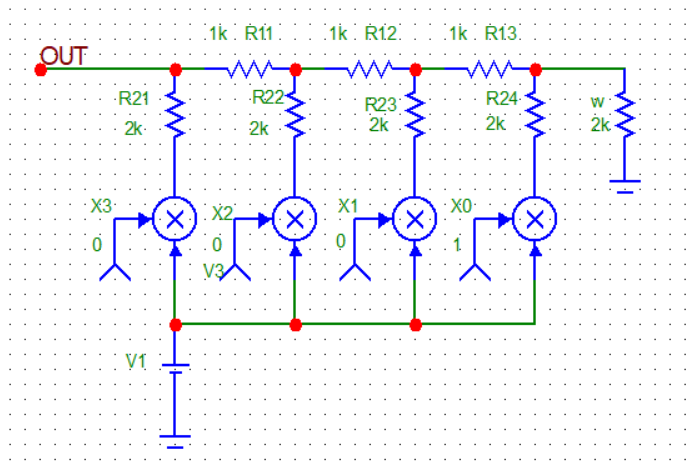 1k R11 1k R12 1k R13
OUT
R21 R22 R23 R24 w
2k 2k 2k 2k 2k
X3 X2 X1 X0
0 0 0 1
V3
V1